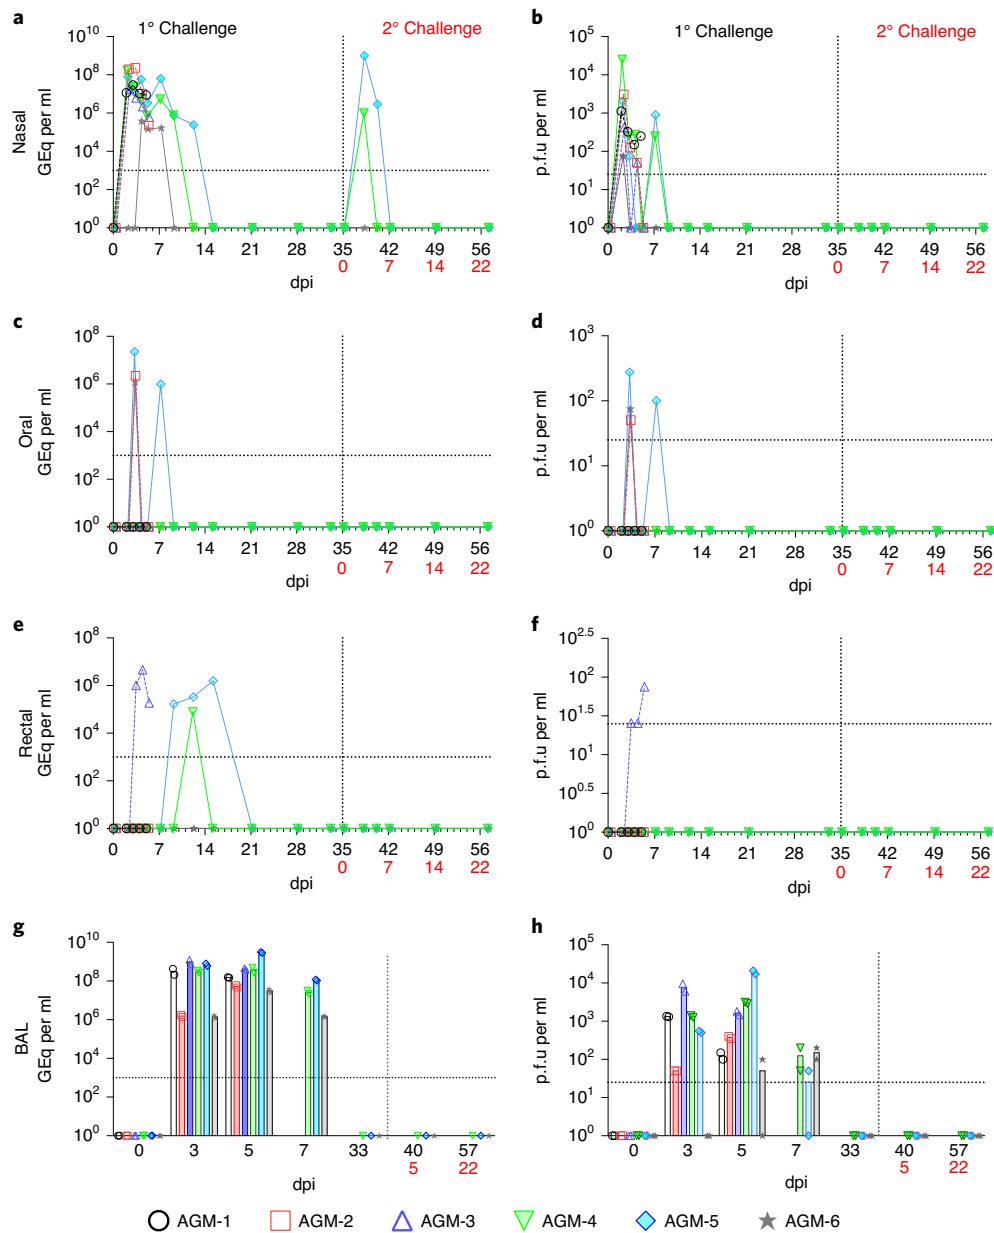 a
1° Challenge
2° Challenge
Nasal
GEq per ml
10^10
10^8
10^6
10^4
10^2
10^0
0 7 14 21 28 35 42 49 56
0 7 14 22
dpi
b
1° Challenge
2° Challenge
p.f.u per ml
10^5
10^4
10^3
10^2
10^1
10^0
0 7 14 21 28 35 42 49 56
0 7 14 22
dpi
c
Oral
GEq per ml
10^8
10^6
10^4
10^2
10^0
0 7 14 21 28 35 42 49 56
0 7 14 22
dpi
d
p.f.u per ml
10^3
10^2
10^1
10^0
0 7 14 21 28 35 42 49 56
0 7 14 22
dpi
e
Rectal
GEq per ml
10^8
10^6
10^4
10^2
10^0
0 7 14 21 28 35 42 49 56
0 7 14 22
dpi
f
p.f.u per ml
10^2.5
10^2
10^1.5
10^1
10^0.5
10^0
0 7 14 21 28 35 42 49 56
0 7 14 22
dpi
g
BAL
GEq per ml
10^10
10^8
10^6
10^4
10^2
10^0
0 3 5 7 33 40 57
5 22
dpi
h
p.f.u per ml
10^5
10^4
10^3
10^2
10^1
10^0
0 3 5 7 33 40 57
5 22
dpi
AGM-1 AGM-2 AGM-3 AGM-4 AGM-5 AGM-6